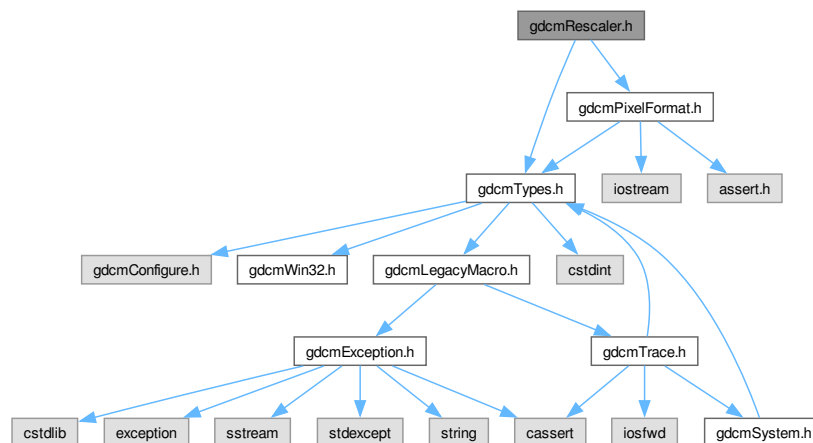 gdcmRescaler.h
gdcmPixelFormat.h
gdcmTypes.h
iostream
assert.h
gdcmConfigure.h
gdcmWin32.h
gdcmLegacyMacro.h
cstdint
gdcmException.h
gdcmTrace.h
cstdlib
exception
sstream
stdexcept
string
cassert
iosfwd
gdcmSystem.h